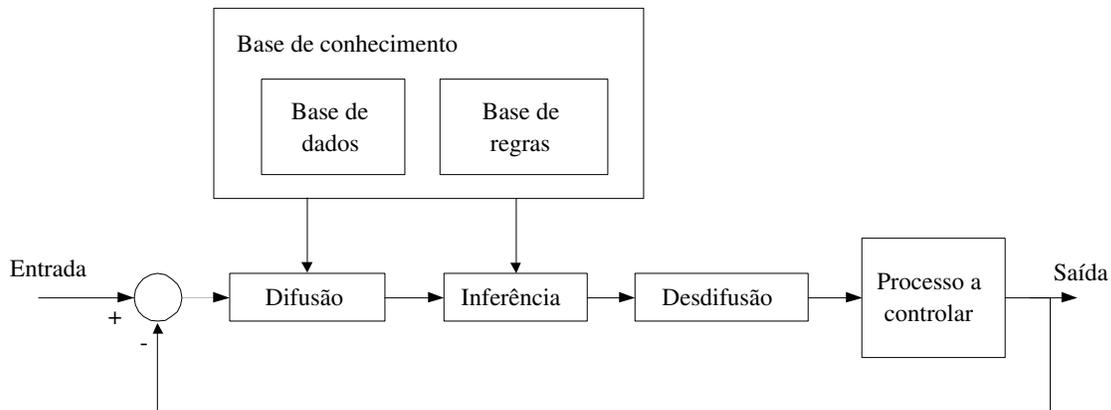 Base de conhecimento
Base de
dados
Base de
regras
Entrada
+
-
Difusão
Inferência
Desdifusão
Processo a
controlar
Saída